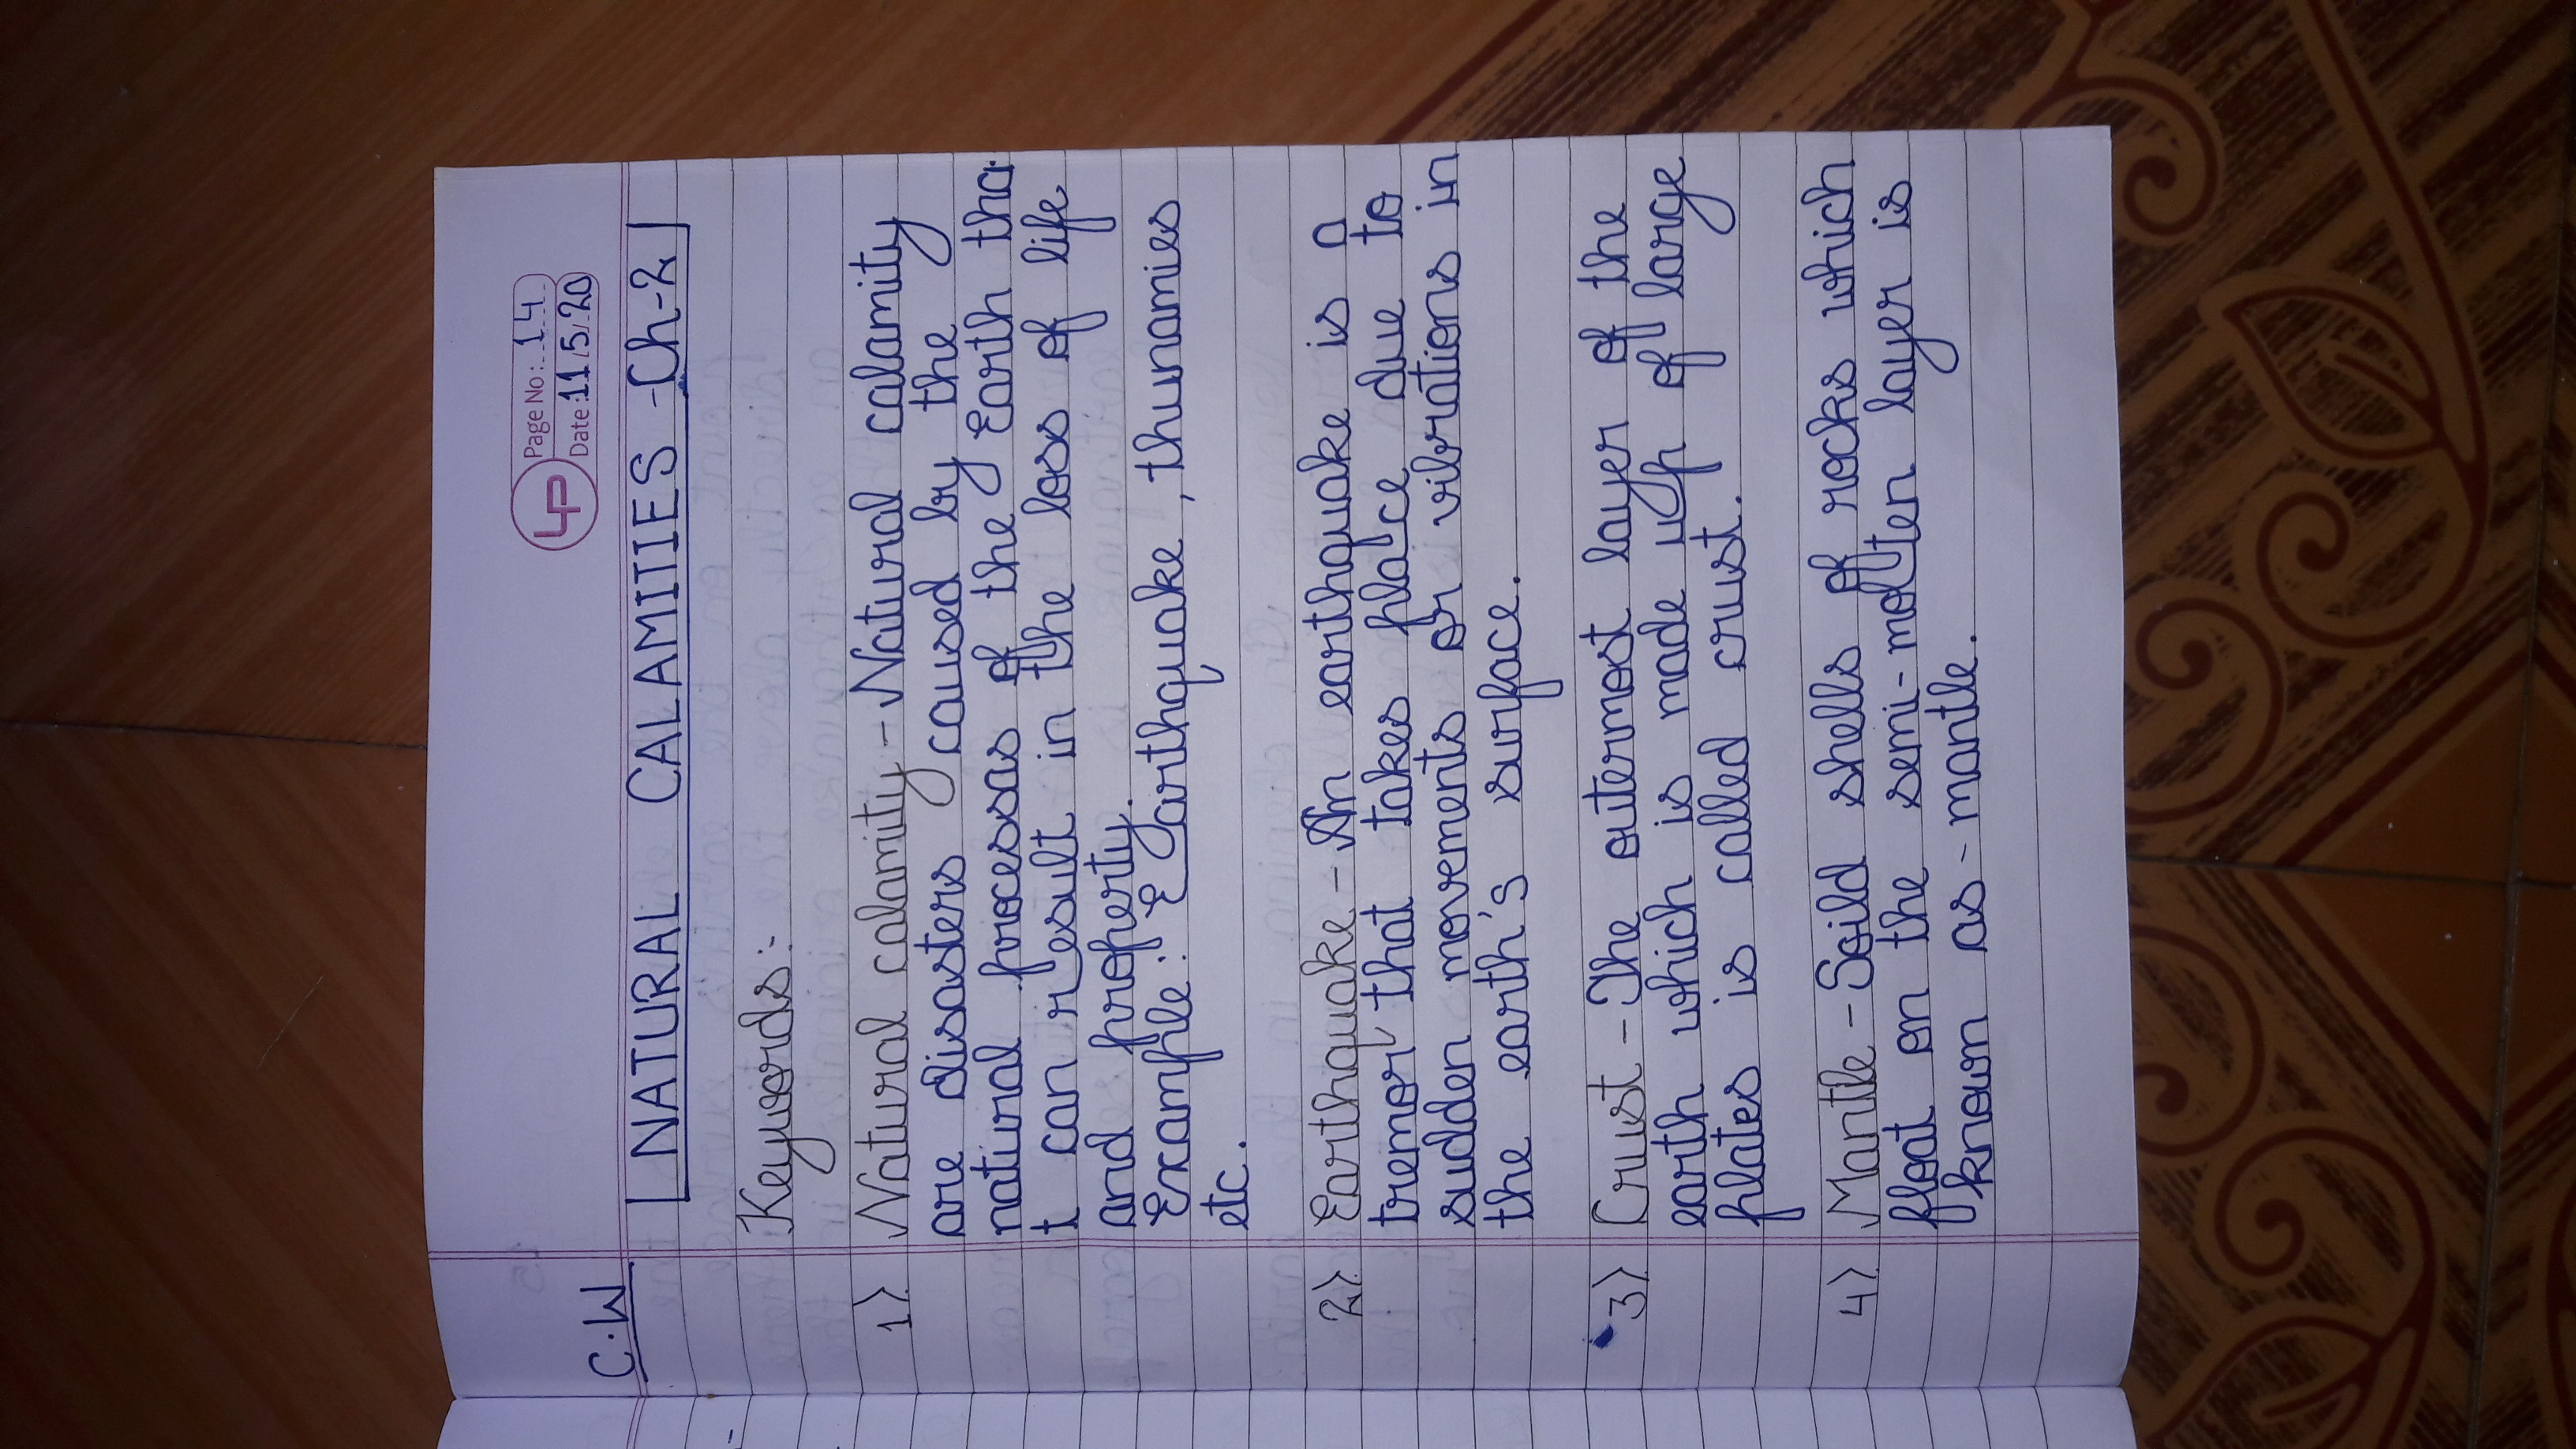 LP
Page No: 14
Date: 11/5/20
C.W
NATURAL CALAMITIES - Ch-2
Keywords:-
1) Natural calamity - Natural calamity
are disasters caused by the
natural processas of the Earth tha
t can result in the loss of life
and property.
Example: Earthquake, thunamies
etc.
2) Earthquake - An earthquake is a
tremor that takes place due to
sudden movements or vibrations in
the earth's surface.
3) Crust - The outermost layer of the
earth which is made up of large
plates is called crust.
4) Mantle - Soild shells of rocks which
float on the semi-molten layer is
known as - mantle.